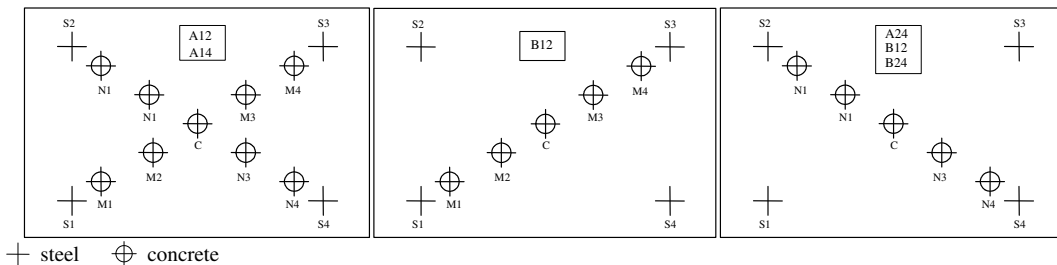 S2 S3
A12
A14
N1 M4
N1 M3
C
M2 N3
M1 N4
S1 S4
S2 S3
B12
M4
M3
C
M2
M1
S1 S4
S2 S3
A24
B12
B24
N1
N1
C
N3
N4
S1 S4
steel concrete